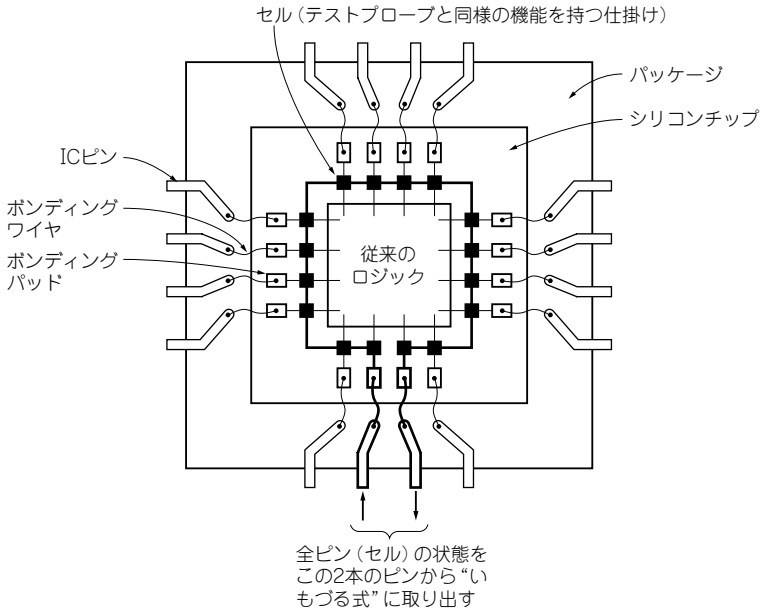 セル（テストプローブと同様の機能を持つ仕掛け）
パッケージ
シリコンチップ
ICピン
ボンディング
ワイヤ
ボンディング
パッド
従来の
ロジック
全ピン（セル）の状態を
この2本のピンから“い
もづる式”に取り出す